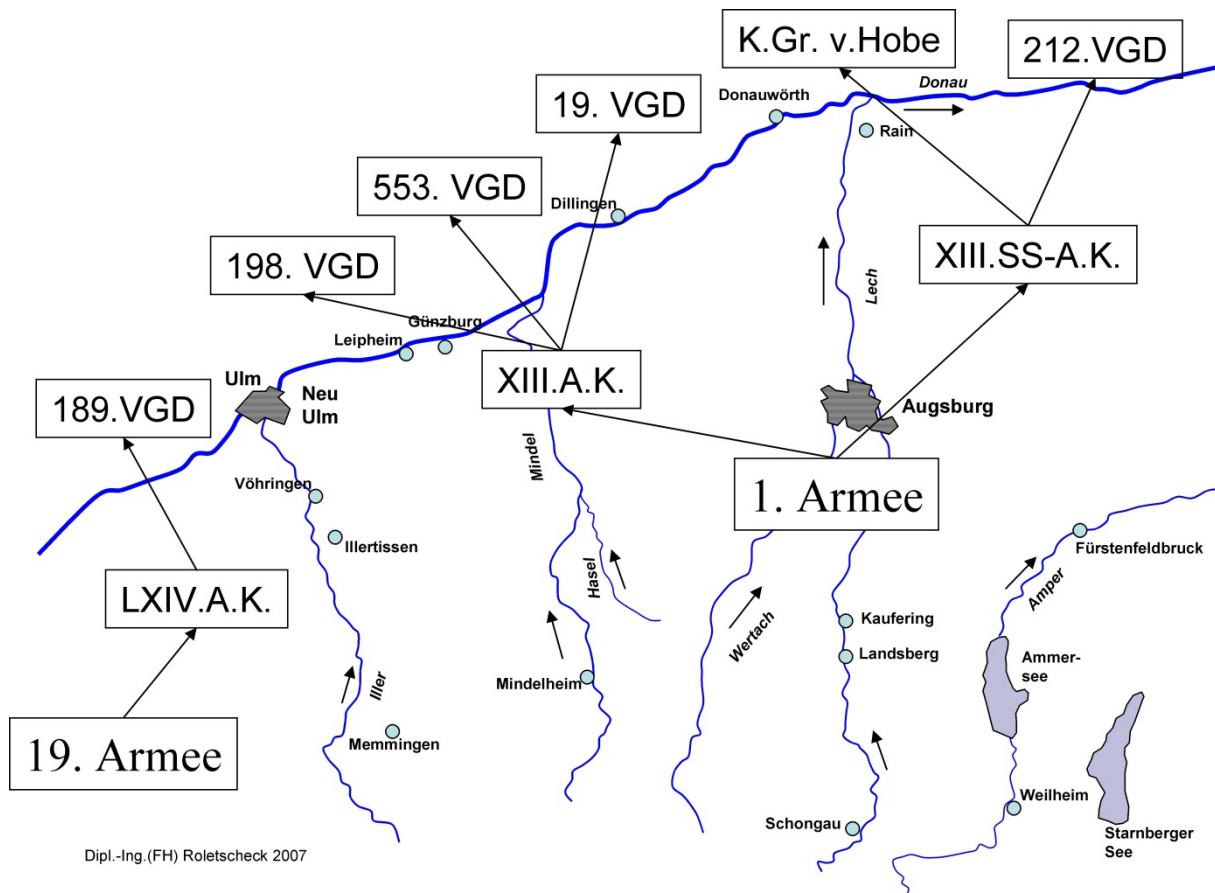 K.Gr. v.Hobe
212.VGD
Donau
19. VGD
Donauwörth
Rain
553. VGD
Dillingen
198. VGD
XIII.SS-A.K.
Lech
Günzburg
Leipheim
XIII.A.K.
Ulm
Neu
Ulm
189.VGD
Augsburg
Mindel
1. Armee
Vöhringen
Illertissen
Fürstenfeldbruck
Amper
LXIV.A.K.
Hasel
Wertach
Kaufering
Landsberg
Ammer-
see
Mindelheim
Iller
19. Armee
Memmingen
Weilheim
Schongau
Starnberger
See
Dipl.-Ing.(FH) Roletscheck 2007